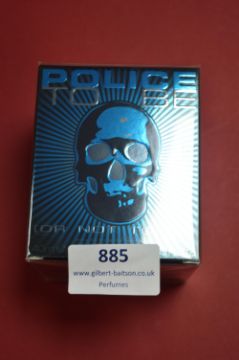 POLICE
TO BE
[OR NOT
885
www.gilbert-baitson.co.uk
Perfumes